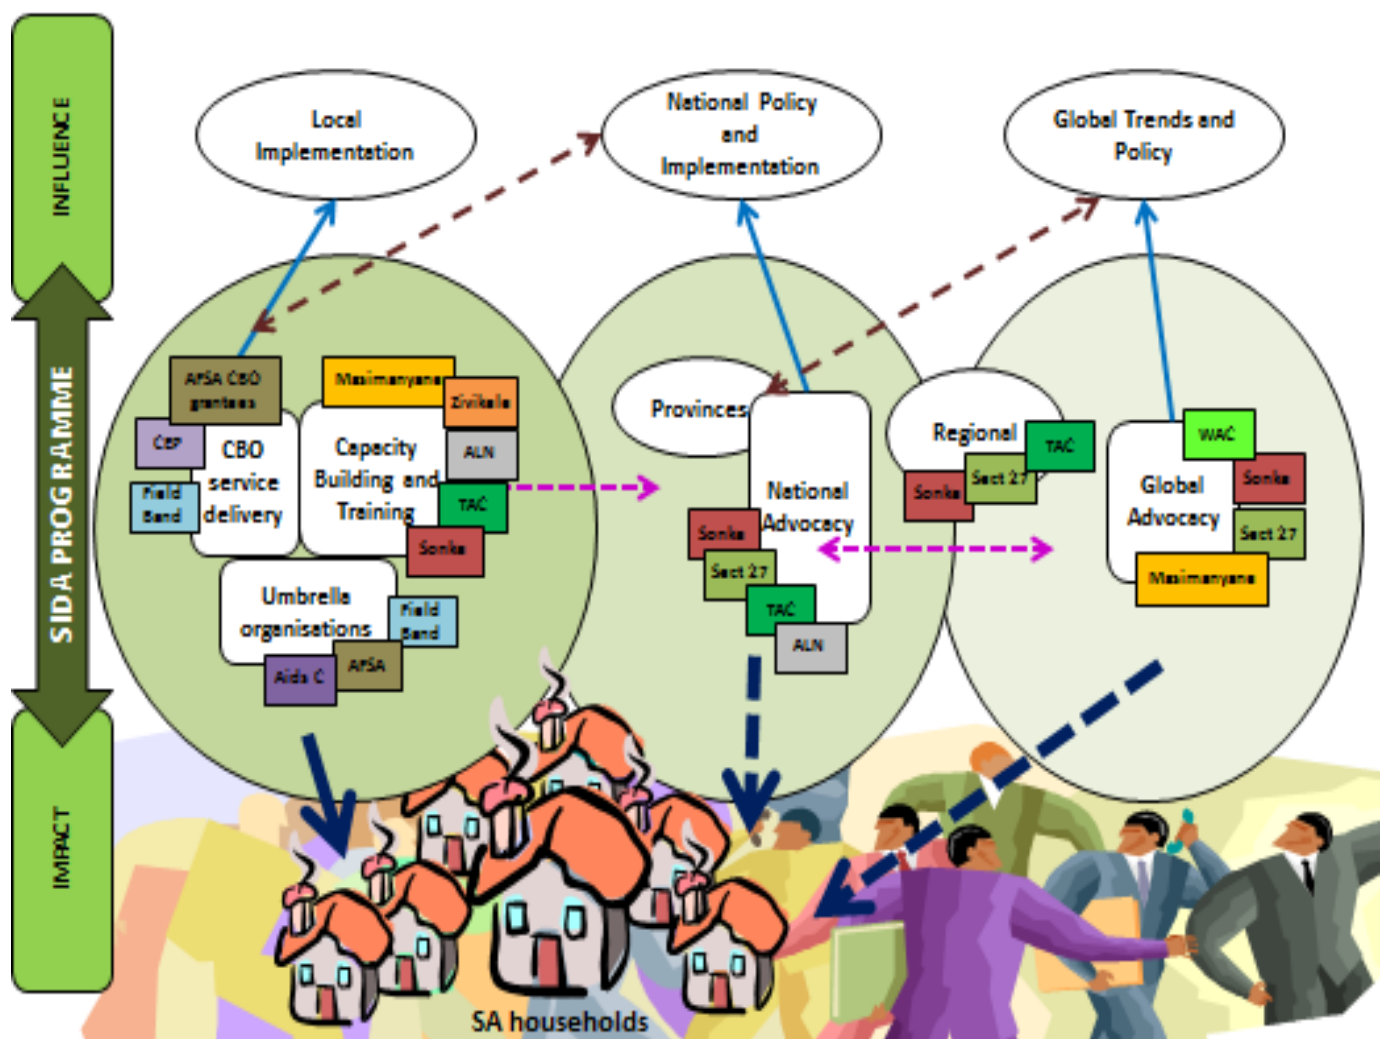 INFLUENCE
SIDA PROGRAMME
IMPACT
Local
Implementation
National Policy
and
Implementation
Global Trends and
Policy
AFSA CBO
grantees
CBP
Field
Band
CBO
service
delivery
Masimanyane
Zivikele
ALN
TAC
Sonke
Capacity
Building and
Training
Umbrella
organisations
Field
Band
AFSA
Aids C
Provinces
National
Advocacy
Sonke
Sect 27
TAC
ALN
Regional
TAC
Sect 27
Sonke
Global
Advocacy
WAC
Sonke
Sect 27
Masimanyane
SA households